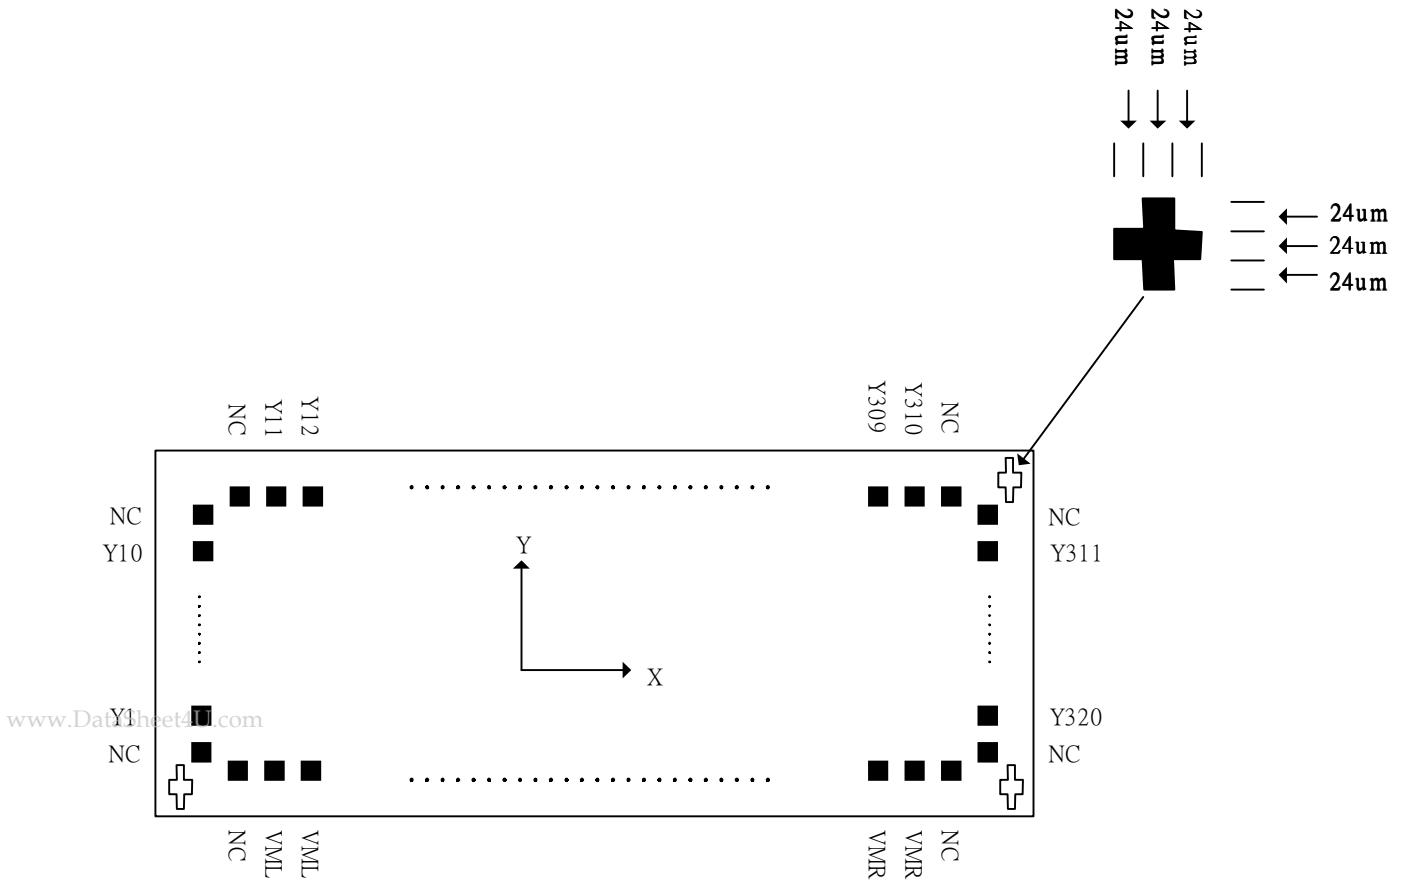 24um
24um
24um
24um
24um
24um
NC
Y11
Y12
Y309
Y310
NC
NC
NC
Y10
Y311
Y
X
Y1
Y320
www.DataSheet4U.com
NC
NC
NC
VML
VML
VMR
VMR
NC